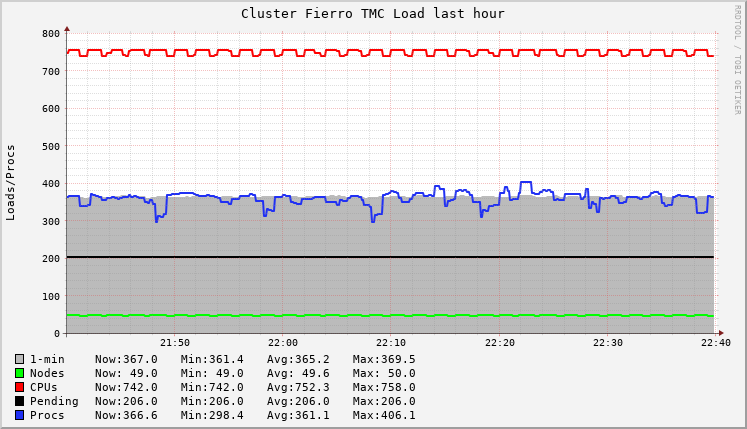 Cluster Fierro TMC Load last hour
RRDTOOL / TOBI OETIKER
Loads/Procs
800
700
600
500
400
300
200
100
0
21:50 22:00 22:10 22:20 22:30 22:40
1-min Now:367.0 Min:361.4 Avg:365.2 Max:369.5
Nodes Now: 49.0 Min: 49.0 Avg: 49.6 Max: 50.0
CPUs Now:742.0 Min:742.0 Avg:752.3 Max:758.0
Pending Now:206.0 Min:206.0 Avg:206.0 Max:206.0
Procs Now:366.6 Min:298.4 Avg:361.1 Max:406.1